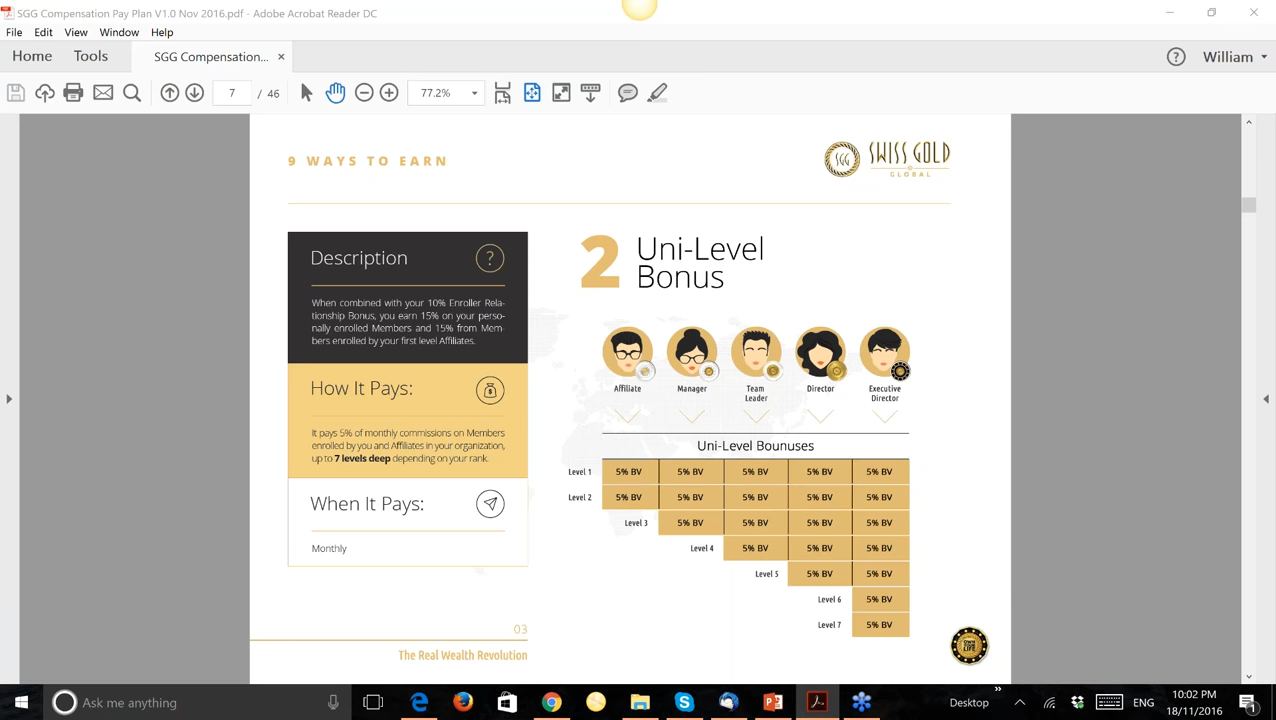 SGG Compensation Pay Plan V1.0 Nov 2016.pdf - Adobe Acrobat Reader DC
File Edit View Window Help
Home Tools SGG Compensation... × ? William
7 / 46 77.2%
9 WAYS TO EARN
SGG SWISS GOLD
GLOBAL
Description ?
When combined with your 10% Enroller Rela-
tionship Bonus, you earn 15% on your perso-
nally enrolled Members and 15% from Mem-
bers enrolled by your first level Affiliates.
How It Pays:
$
It pays 5% of monthly commissions on Members
enrolled by you and Affiliates in your organization,
up to 7 levels deep depending on your rank.
When It Pays:
Monthly
03
The Real Wealth Revolution
2 Uni-Level
Bonus
Affiliate Manager Team Leader Director Executive Director
Uni-Level Bounuses
Level 1 5% BV 5% BV 5% BV 5% BV 5% BV
Level 2 5% BV 5% BV 5% BV 5% BV 5% BV
Level 3 5% BV 5% BV 5% BV 5% BV
Level 4 5% BV 5% BV 5% BV
Level 5 5% BV 5% BV
Level 6 5% BV
Level 7 5% BV
OWN YOUR LIFE
Ask me anything Desktop » ENG 10:02 PM
18/11/2016 1